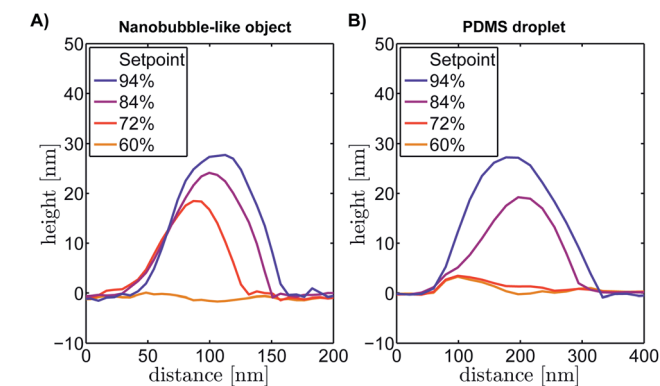 A) Nanobubble-like object
50
40
30
20
10
0
−10
height [nm]
Setpoint
94%
84%
72%
60%
0 50 100 150 200
distance [nm]
B) PDMS droplet
50
40
30
20
10
0
−10
height [nm]
Setpoint
94%
84%
72%
60%
0 100 200 300 400
distance [nm]